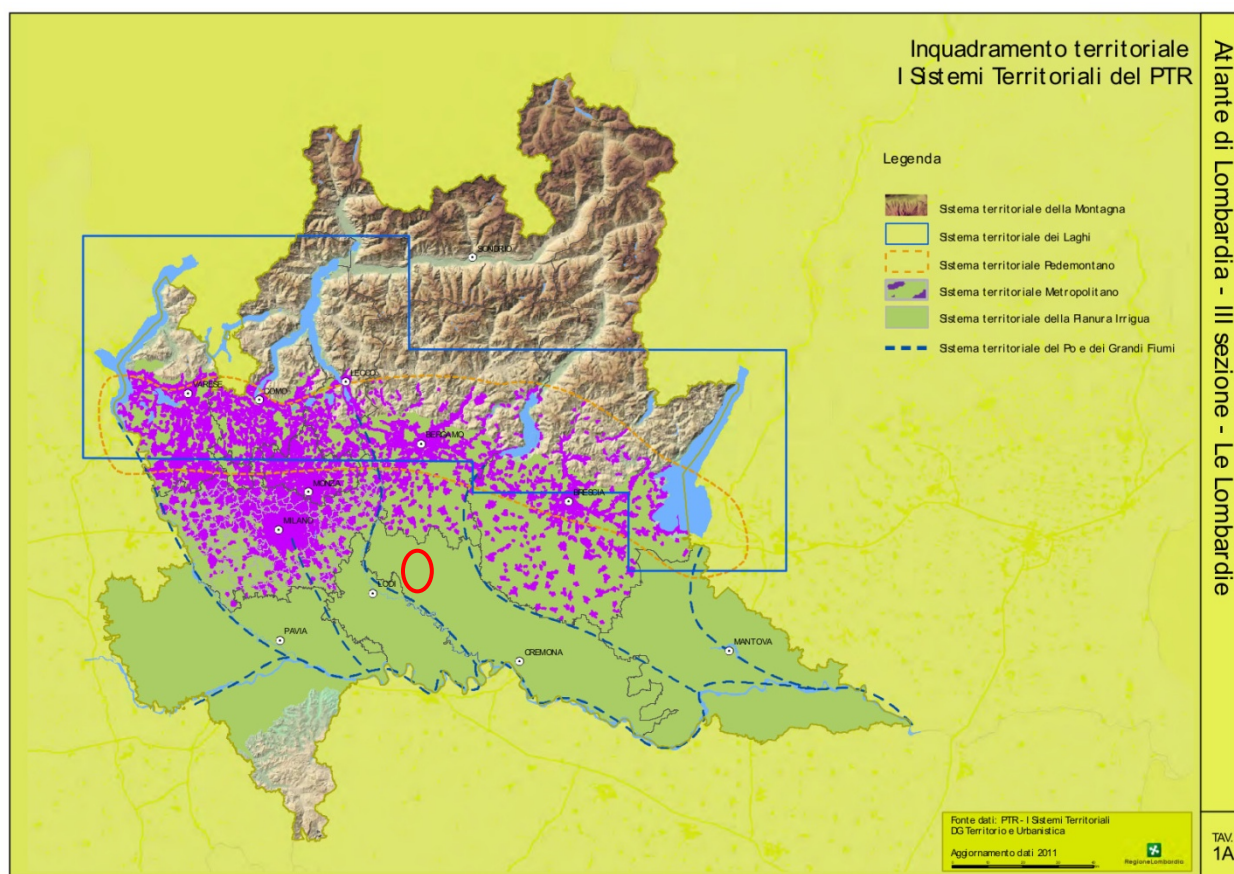 Inquadramento territoriale
I Sistemi Territoriali del PTR
Legenda
Sistema territoriale della Montagna
Sistema territoriale dei Laghi
Sistema territoriale Pedemontano
Sistema territoriale Metropolitano
Sistema territoriale della Pianura Irrigua
Sistema territoriale del Po e dei Grandi Fiumi
SONDRIO
LECCO
VARESE
COMO
BERGAMO
MONZA
BRESCIA
MILANO
LODI
PAVIA
MANTOVA
CREMONA
Fonte dati: PTR - I Sistemi Territoriali
DG Territorio e Urbanistica
Aggiornamento dati 2011
RegioneLombardia
Atlante di Lombardia - III sezione - Le Lombardie
TAV.
1A